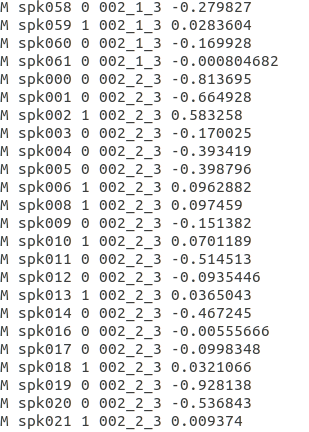 M spk058 0 002_1_3 -0.279827
M spk059 1 002_1_3 0.0283604
M spk060 0 002_1_3 -0.169928
M spk061 0 002_1_3 -0.000804682
M spk000 0 002_2_3 -0.813695
M spk001 0 002_2_3 -0.664928
M spk002 1 002_2_3 0.583258
M spk003 0 002_2_3 -0.170025
M spk004 0 002_2_3 -0.393419
M spk005 0 002_2_3 -0.398796
M spk006 1 002_2_3 0.0962882
M spk008 1 002_2_3 0.097459
M spk009 0 002_2_3 -0.151382
M spk010 1 002_2_3 0.0701189
M spk011 0 002_2_3 -0.514513
M spk012 0 002_2_3 -0.0935446
M spk013 1 002_2_3 0.0365043
M spk014 0 002_2_3 -0.467245
M spk016 0 002_2_3 -0.00555666
M spk017 0 002_2_3 -0.0998348
M spk018 1 002_2_3 0.0321066
M spk019 0 002_2_3 -0.928138
M spk020 0 002_2_3 -0.536843
M spk021 1 002_2_3 0.009374